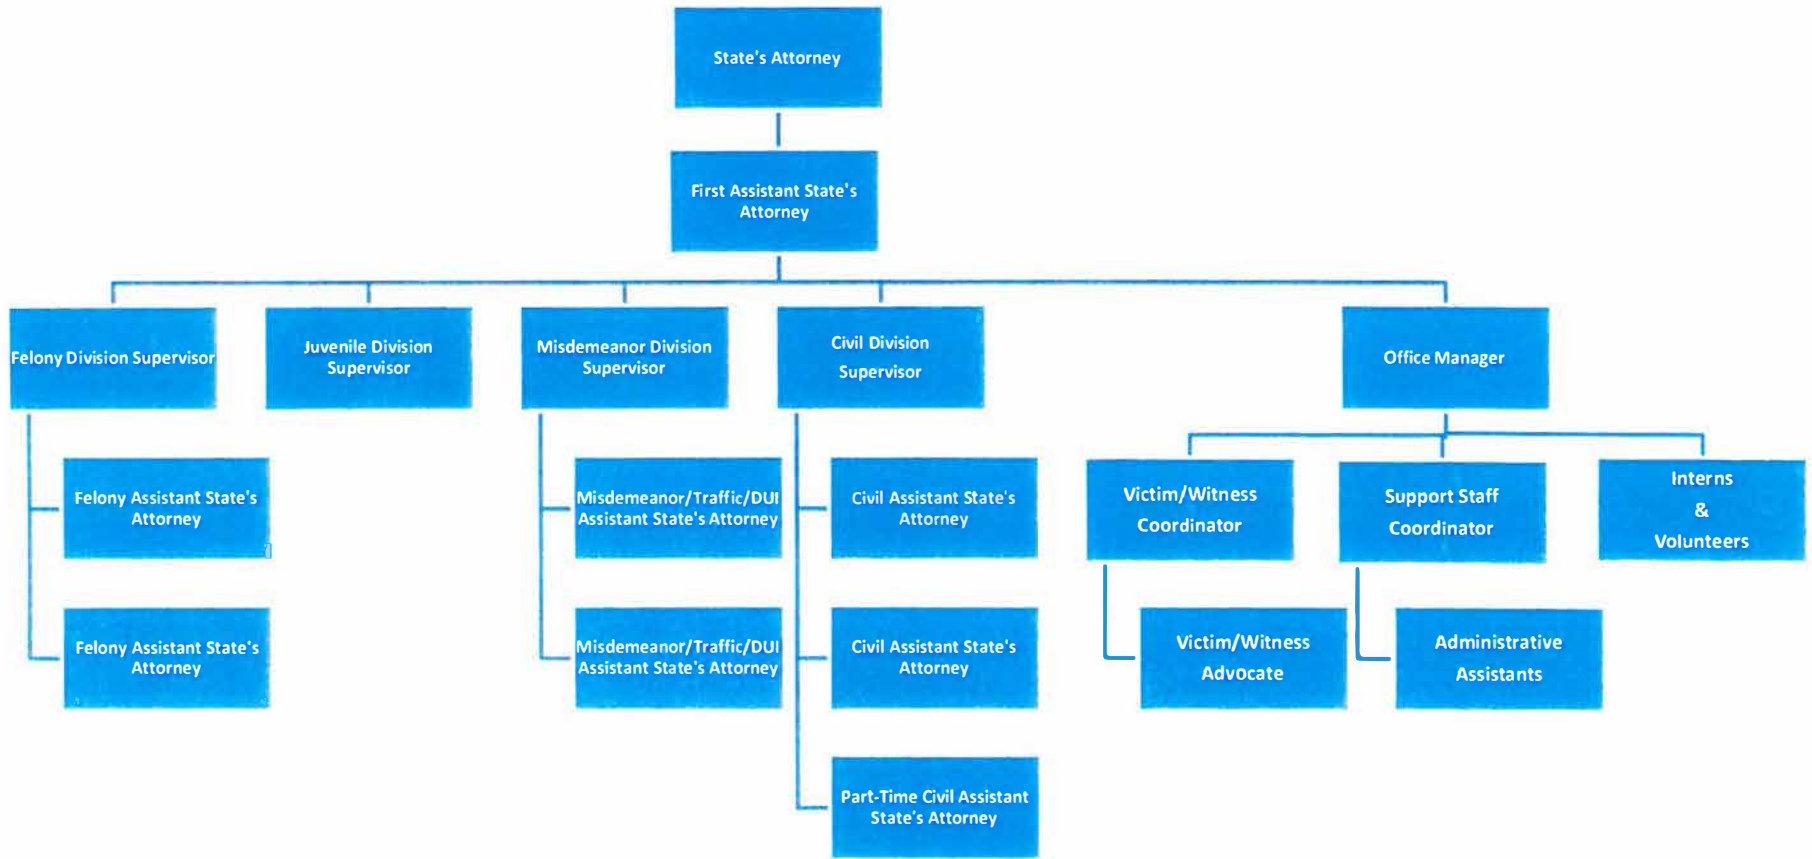 State's Attorney
First Assistant State's
Attorney
Felony Division Supervisor
Juvenile Division
Supervisor
Misdemeanor Division
Supervisor
Civil Division
Supervisor
Office Manager
Felony Assistant State's
Attorney
Misdemeanor/Traffic/DUI
Assistant State's Attorney
Civil Assistant State's
Attorney
Victim/Witness
Coordinator
Support Staff
Coordinator
Interns
&
Volunteers
Felony Assistant State's
Attorney
Misdemeanor/Traffic/DUI
Assistant State's Attorney
Civil Assistant State's
Attorney
Victim/Witness
Advocate
Administrative
Assistants
Part-Time Civil Assistant
State's Attorney